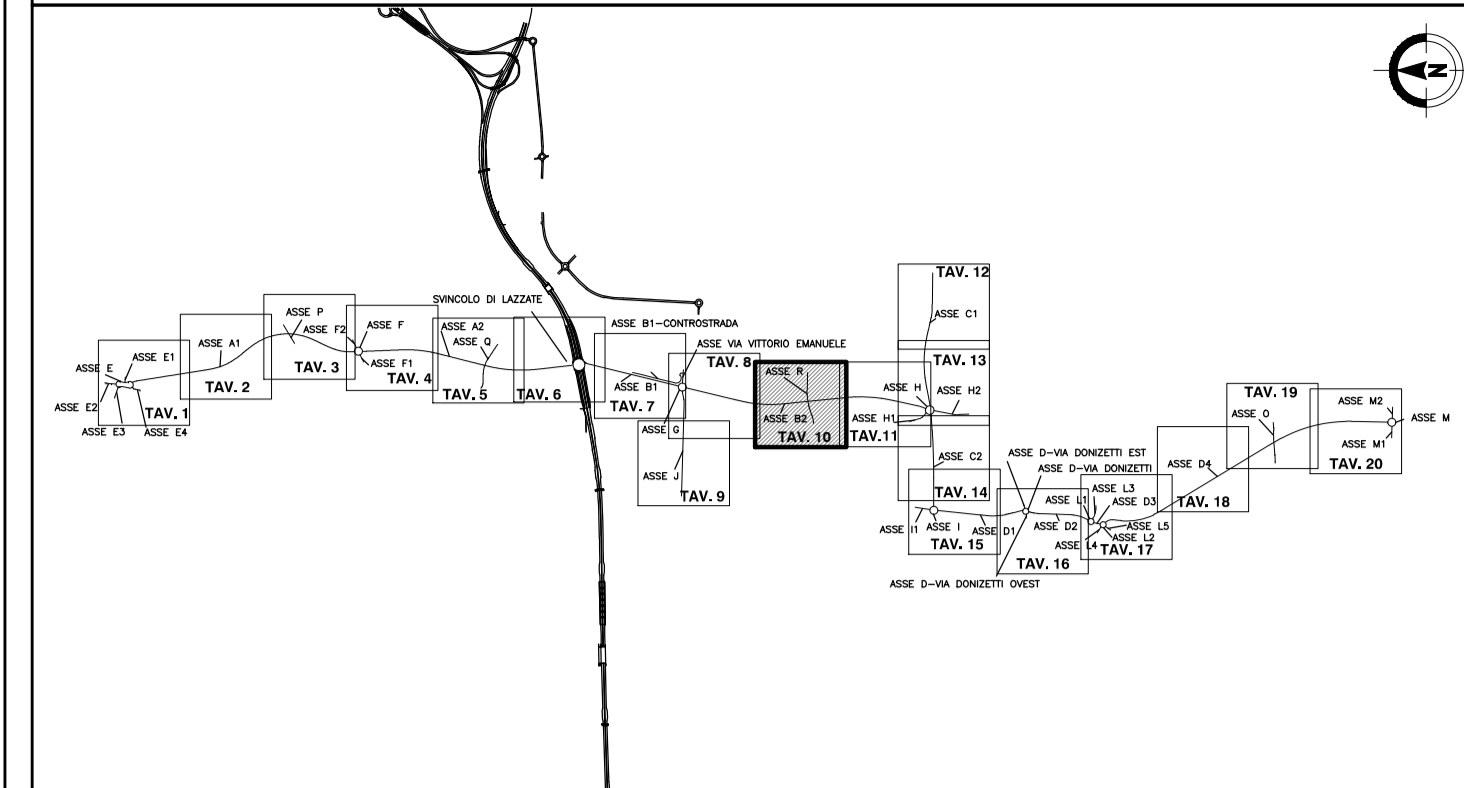 N
SVINCOLO DI LAZZATE
ASSE P
ASSE F2
ASSE F
ASSE F1
ASSE E1
ASSE A1
ASSE E
TAV. 3
TAV. 2
ASSE E2
TAV. 1
ASSE E3
ASSE E4
TAV. 4
ASSE A2
ASSE Q
TAV. 5
TAV. 6
ASSE B1-CONTROSTRADA
ASSE VIA VITTORIO EMANUELE
TAV. 8
ASSE B1
TAV. 7
ASSE G
ASSE J
TAV. 9
ASSE R
ASSE B2
TAV. 10
TAV. 12
ASSE C1
TAV. 13
ASSE H
ASSE H2
ASSE H1
TAV. 11
ASSE C2
TAV. 14
ASSE D-VIA DONIZETTI EST
ASSE D-VIA DONIZETTI
ASSE I1
ASSE I
ASSE D1
TAV. 15
ASSE D2
TAV. 16
ASSE D-VIA DONIZETTI OVEST
ASSE L1
ASSE L3
ASSE D3
ASSE L5
ASSE L2
ASSE L4
TAV. 17
ASSE D4
TAV. 18
TAV. 19
ASSE O
ASSE M2
ASSE M
ASSE M1
TAV. 20